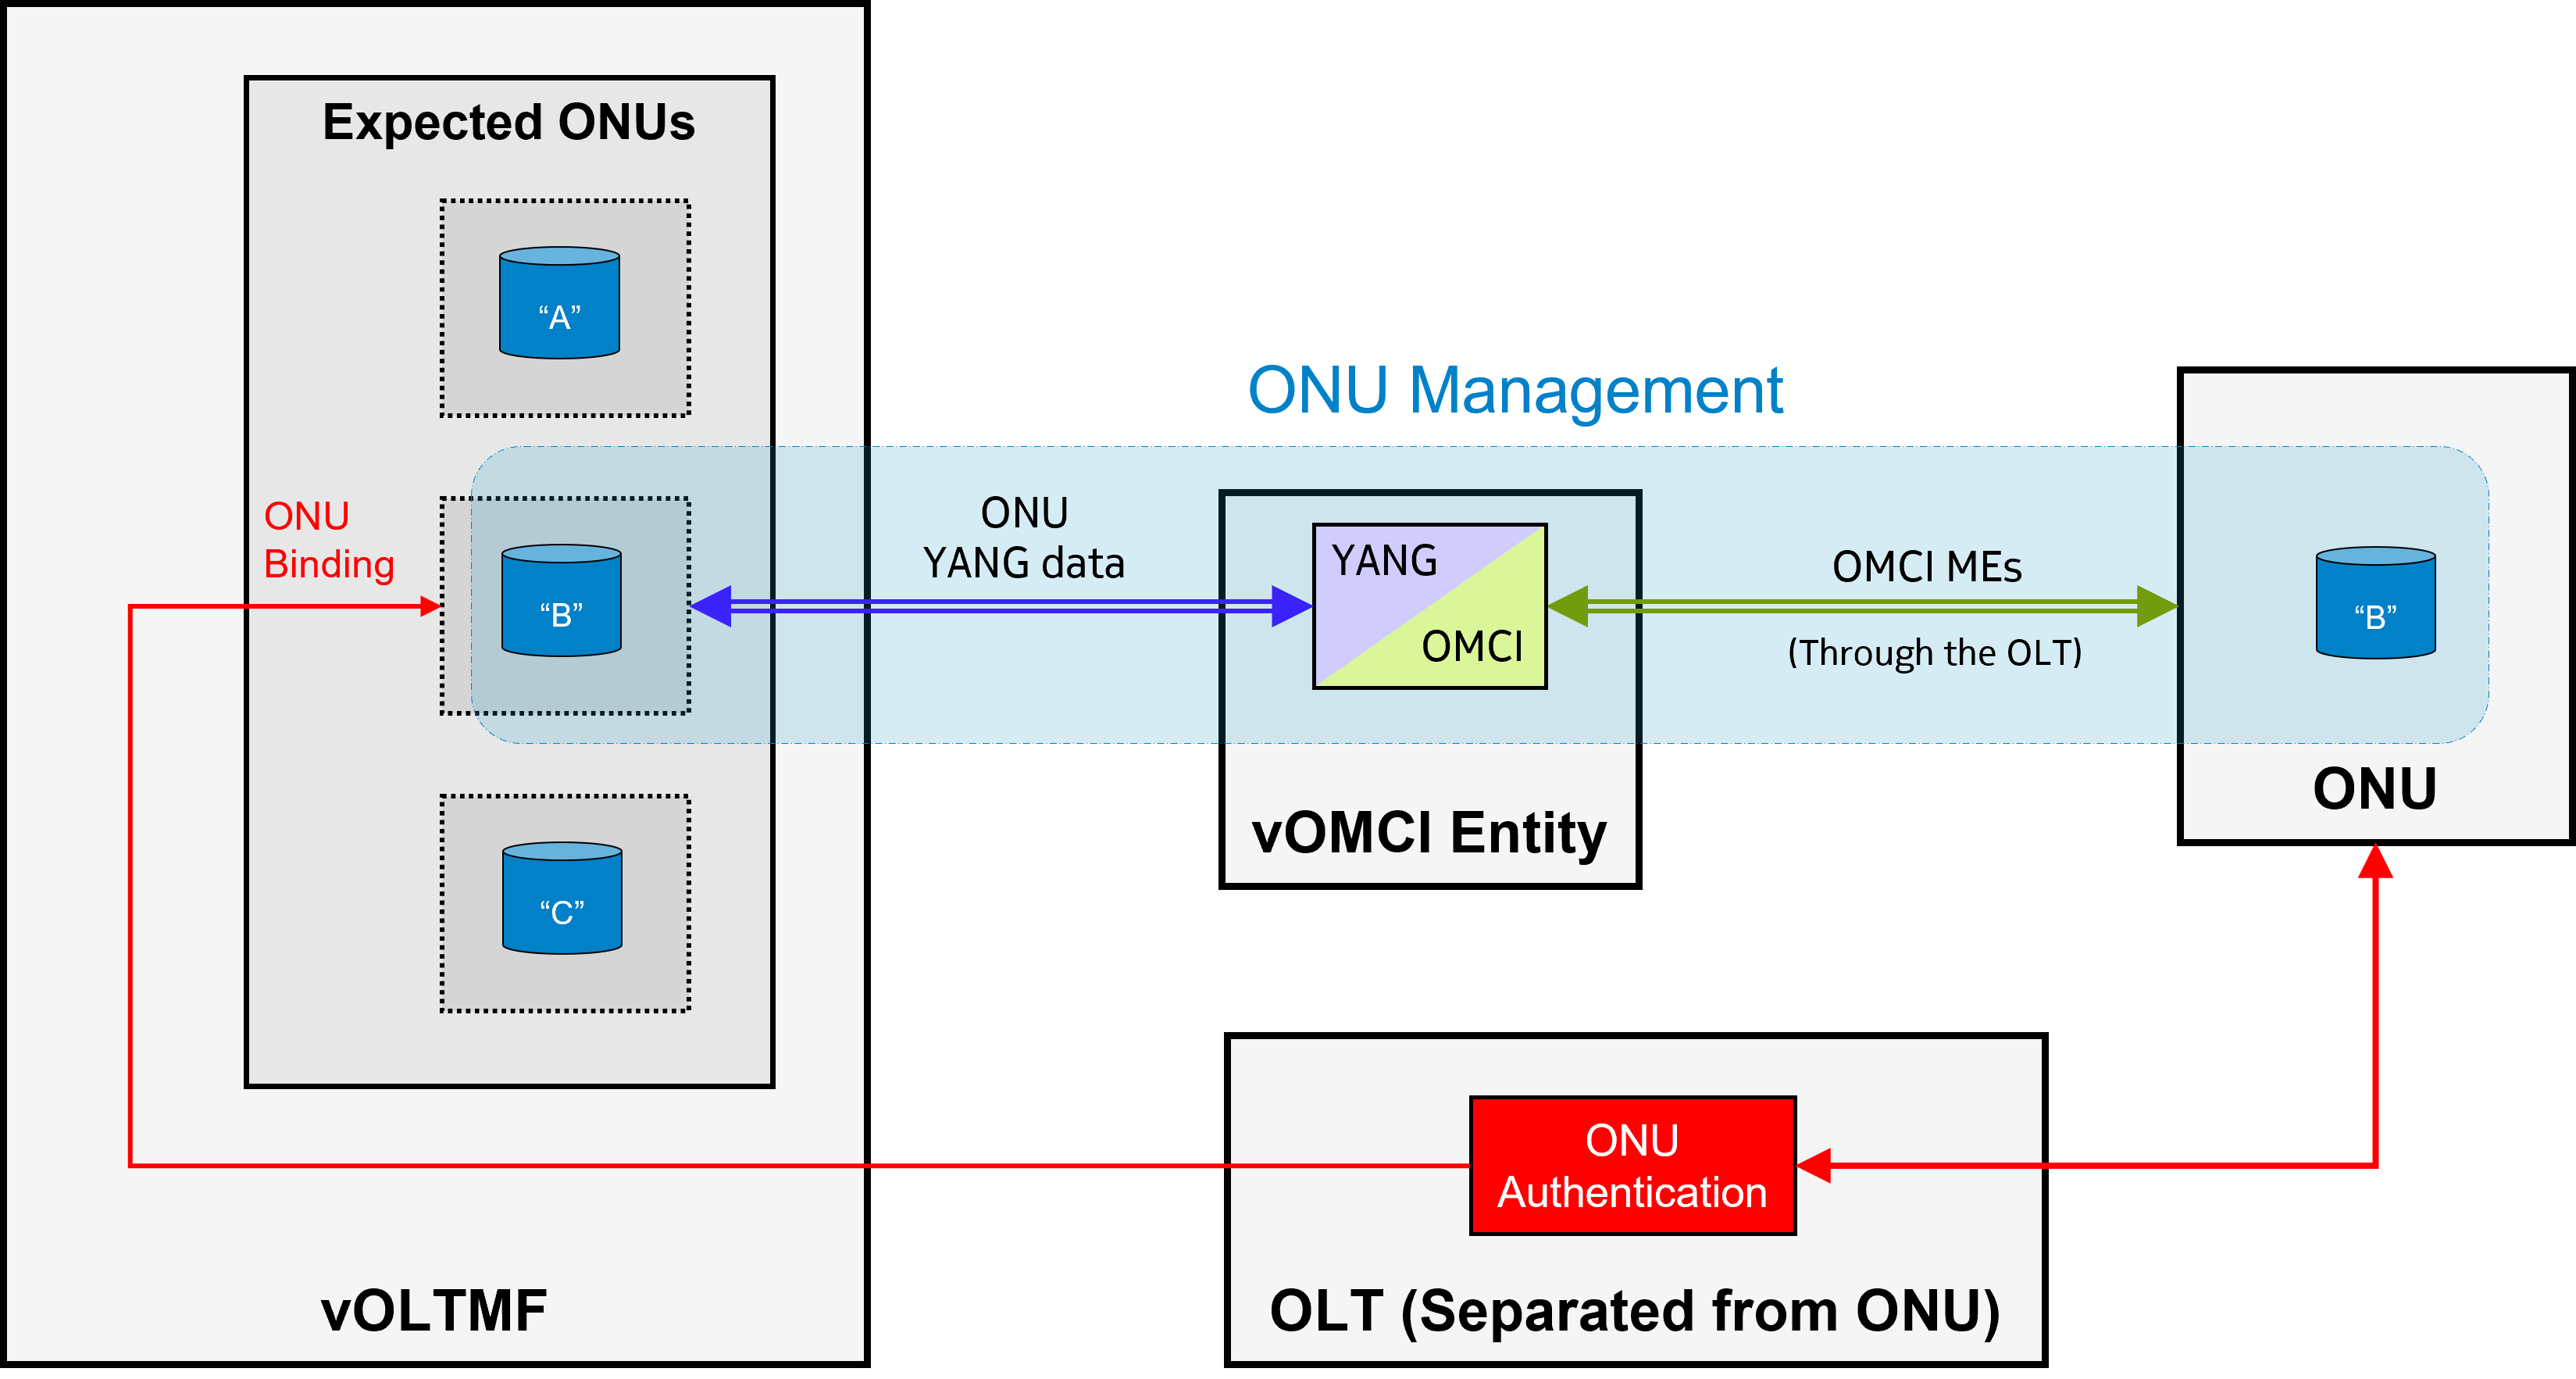 Expected ONUs
“A”
ONU Management
ONU
Binding
“B”
ONU
YANG data
YANG
OMCI
OMCI MEs
(Through the OLT)
“B”
ONU
vOMCI Entity
“C”
ONU
Authentication
vOLTMF
OLT (Separated from ONU)